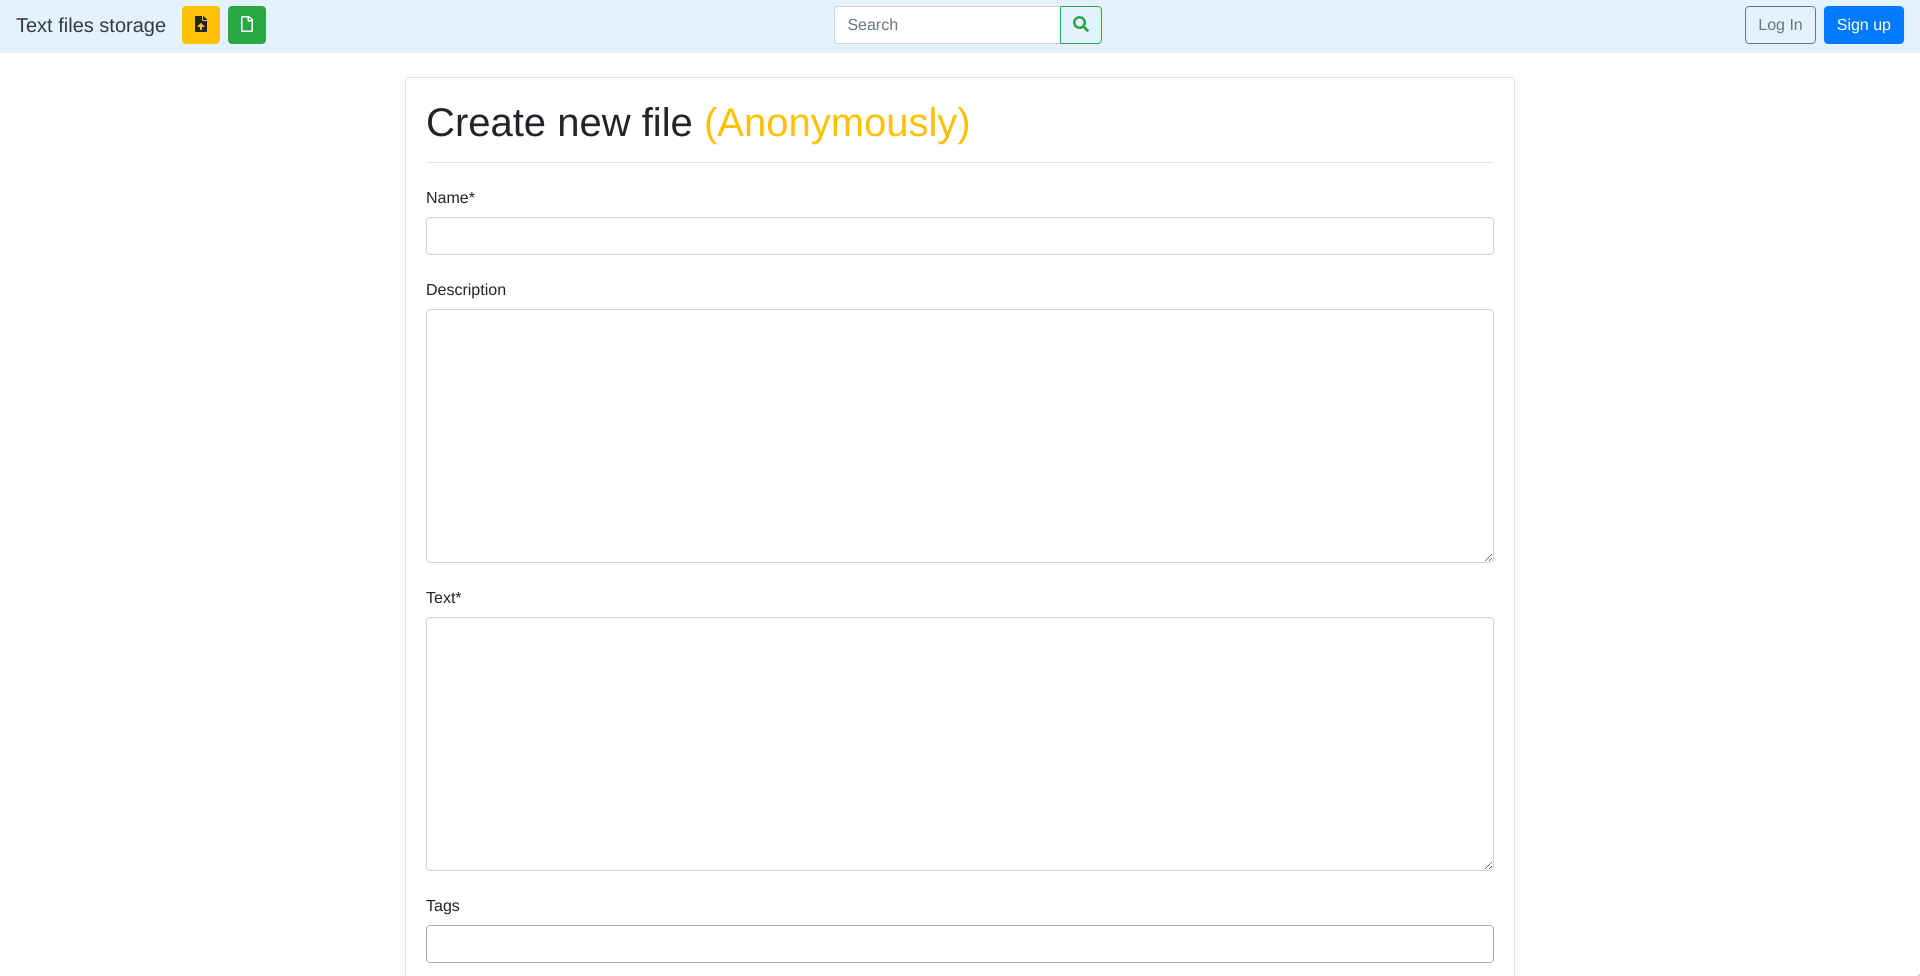 Text files storage
Search
Log In
Sign up
Create new file (Anonymously)
Name*
Description
Text*
Tags